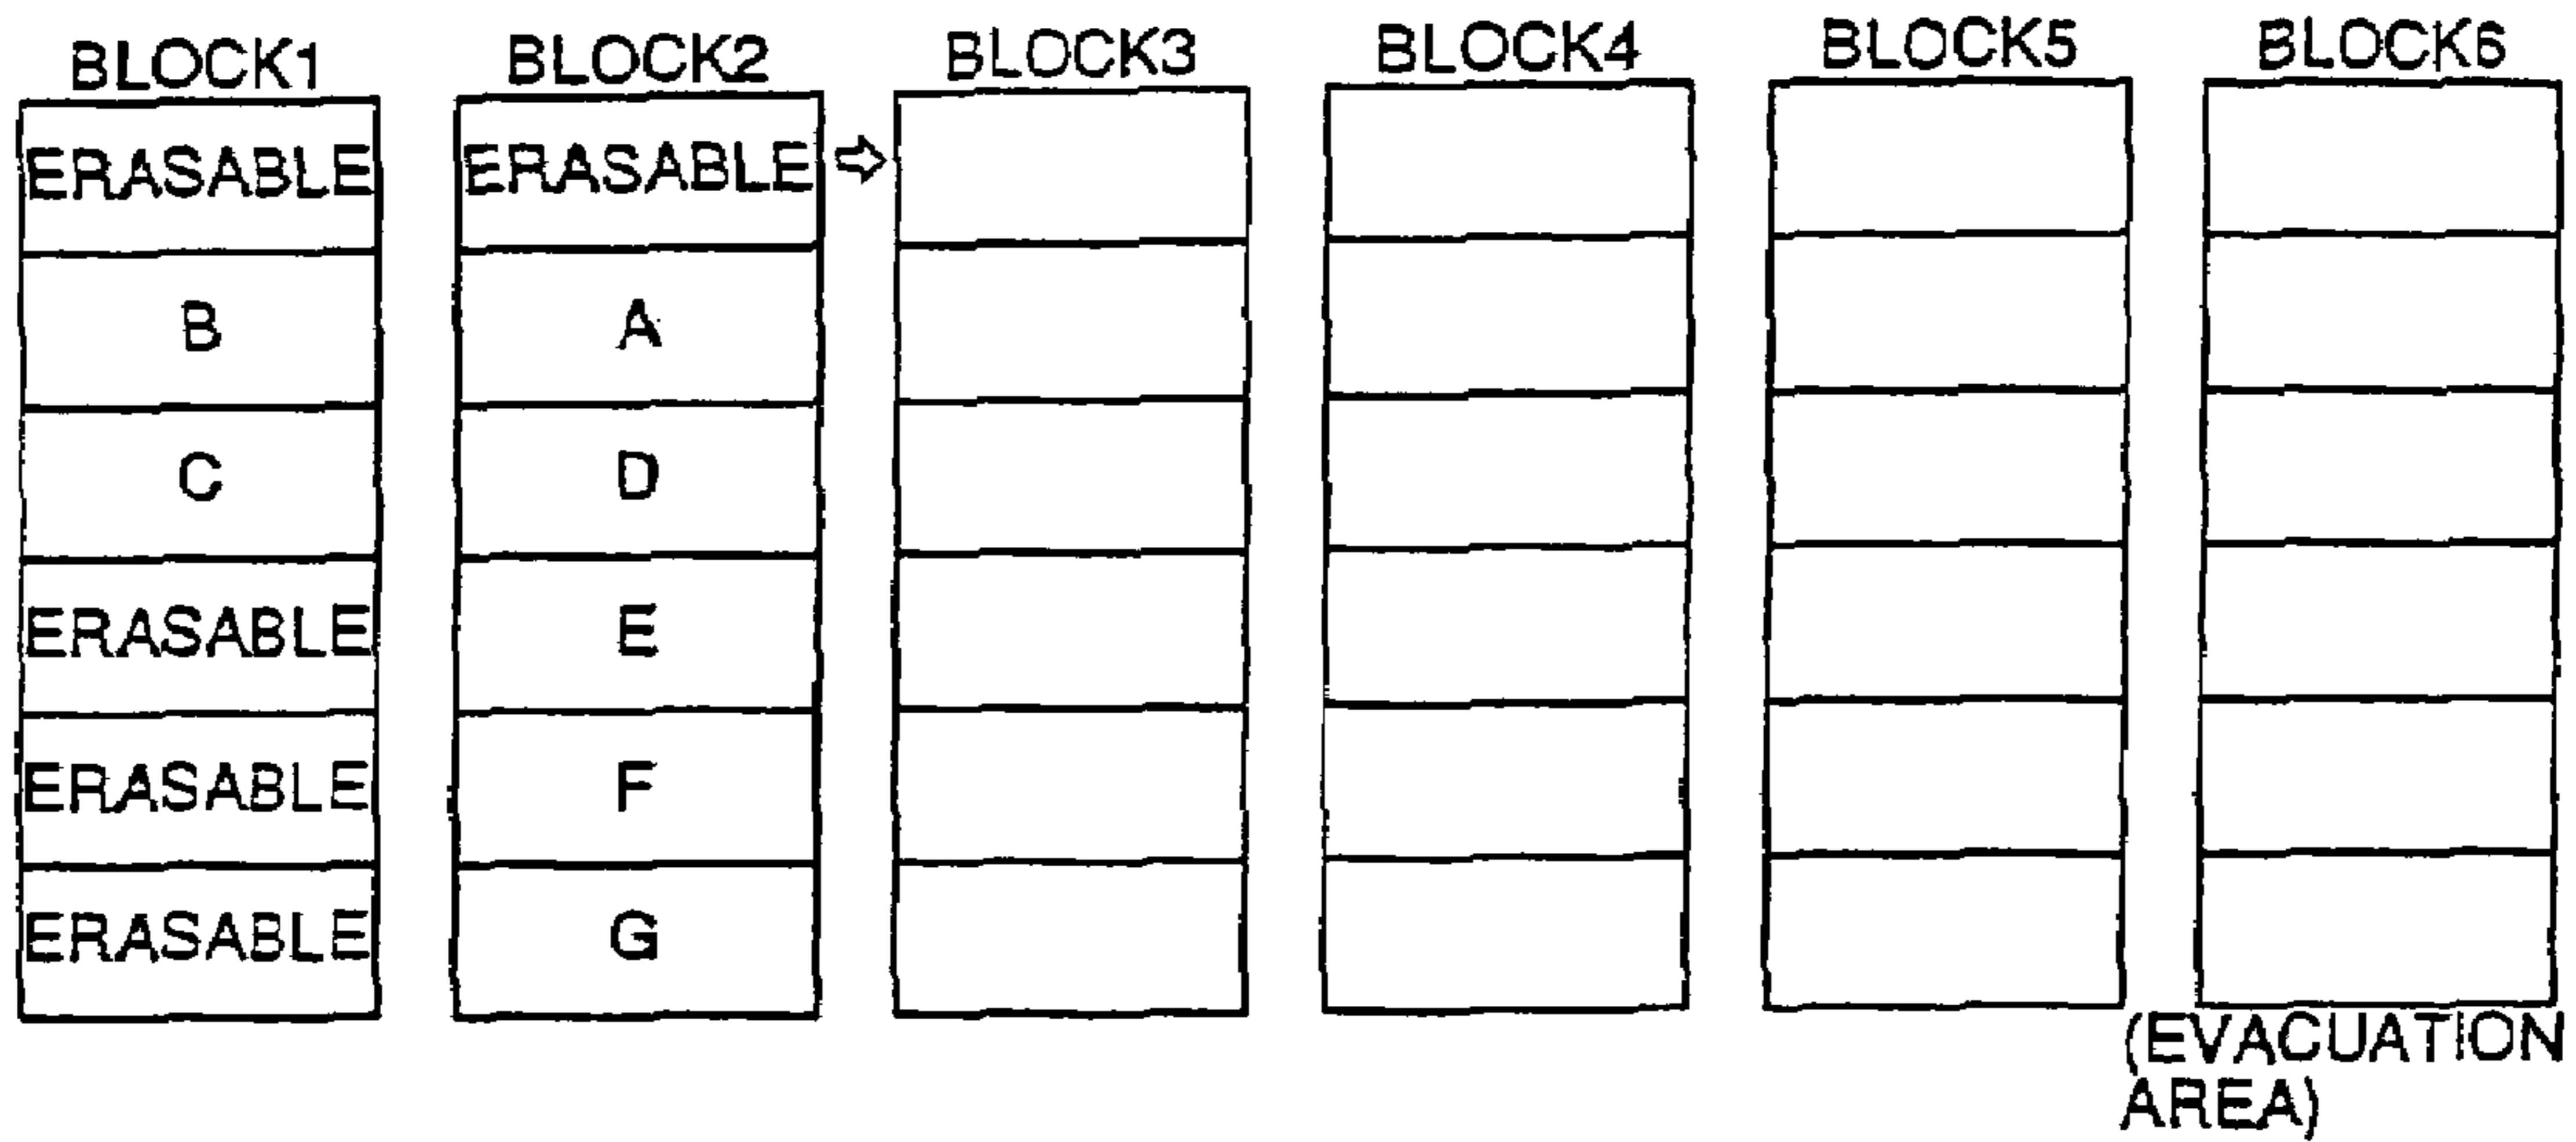 BLOCK1 BLOCK2 BLOCK3 BLOCK4 BLOCK5 BLOCK6
ERASABLE ERASABLE
B A
C D
ERASABLE E
ERASABLE F
ERASABLE G
(EVACUATION
AREA)